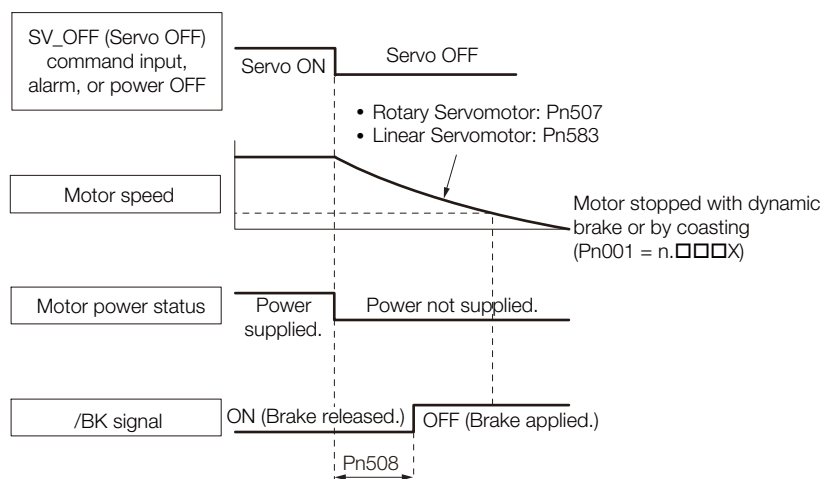 SV_OFF (Servo OFF)
command input,
alarm, or power OFF
Servo ON
Servo OFF
• Rotary Servomotor: Pn507
• Linear Servomotor: Pn583
Motor speed
Motor stopped with dynamic
brake or by coasting
(Pn001 = n.□□□X)
Motor power status
Power
supplied.
Power not supplied.
/BK signal
ON (Brake released.)
OFF (Brake applied.)
Pn508